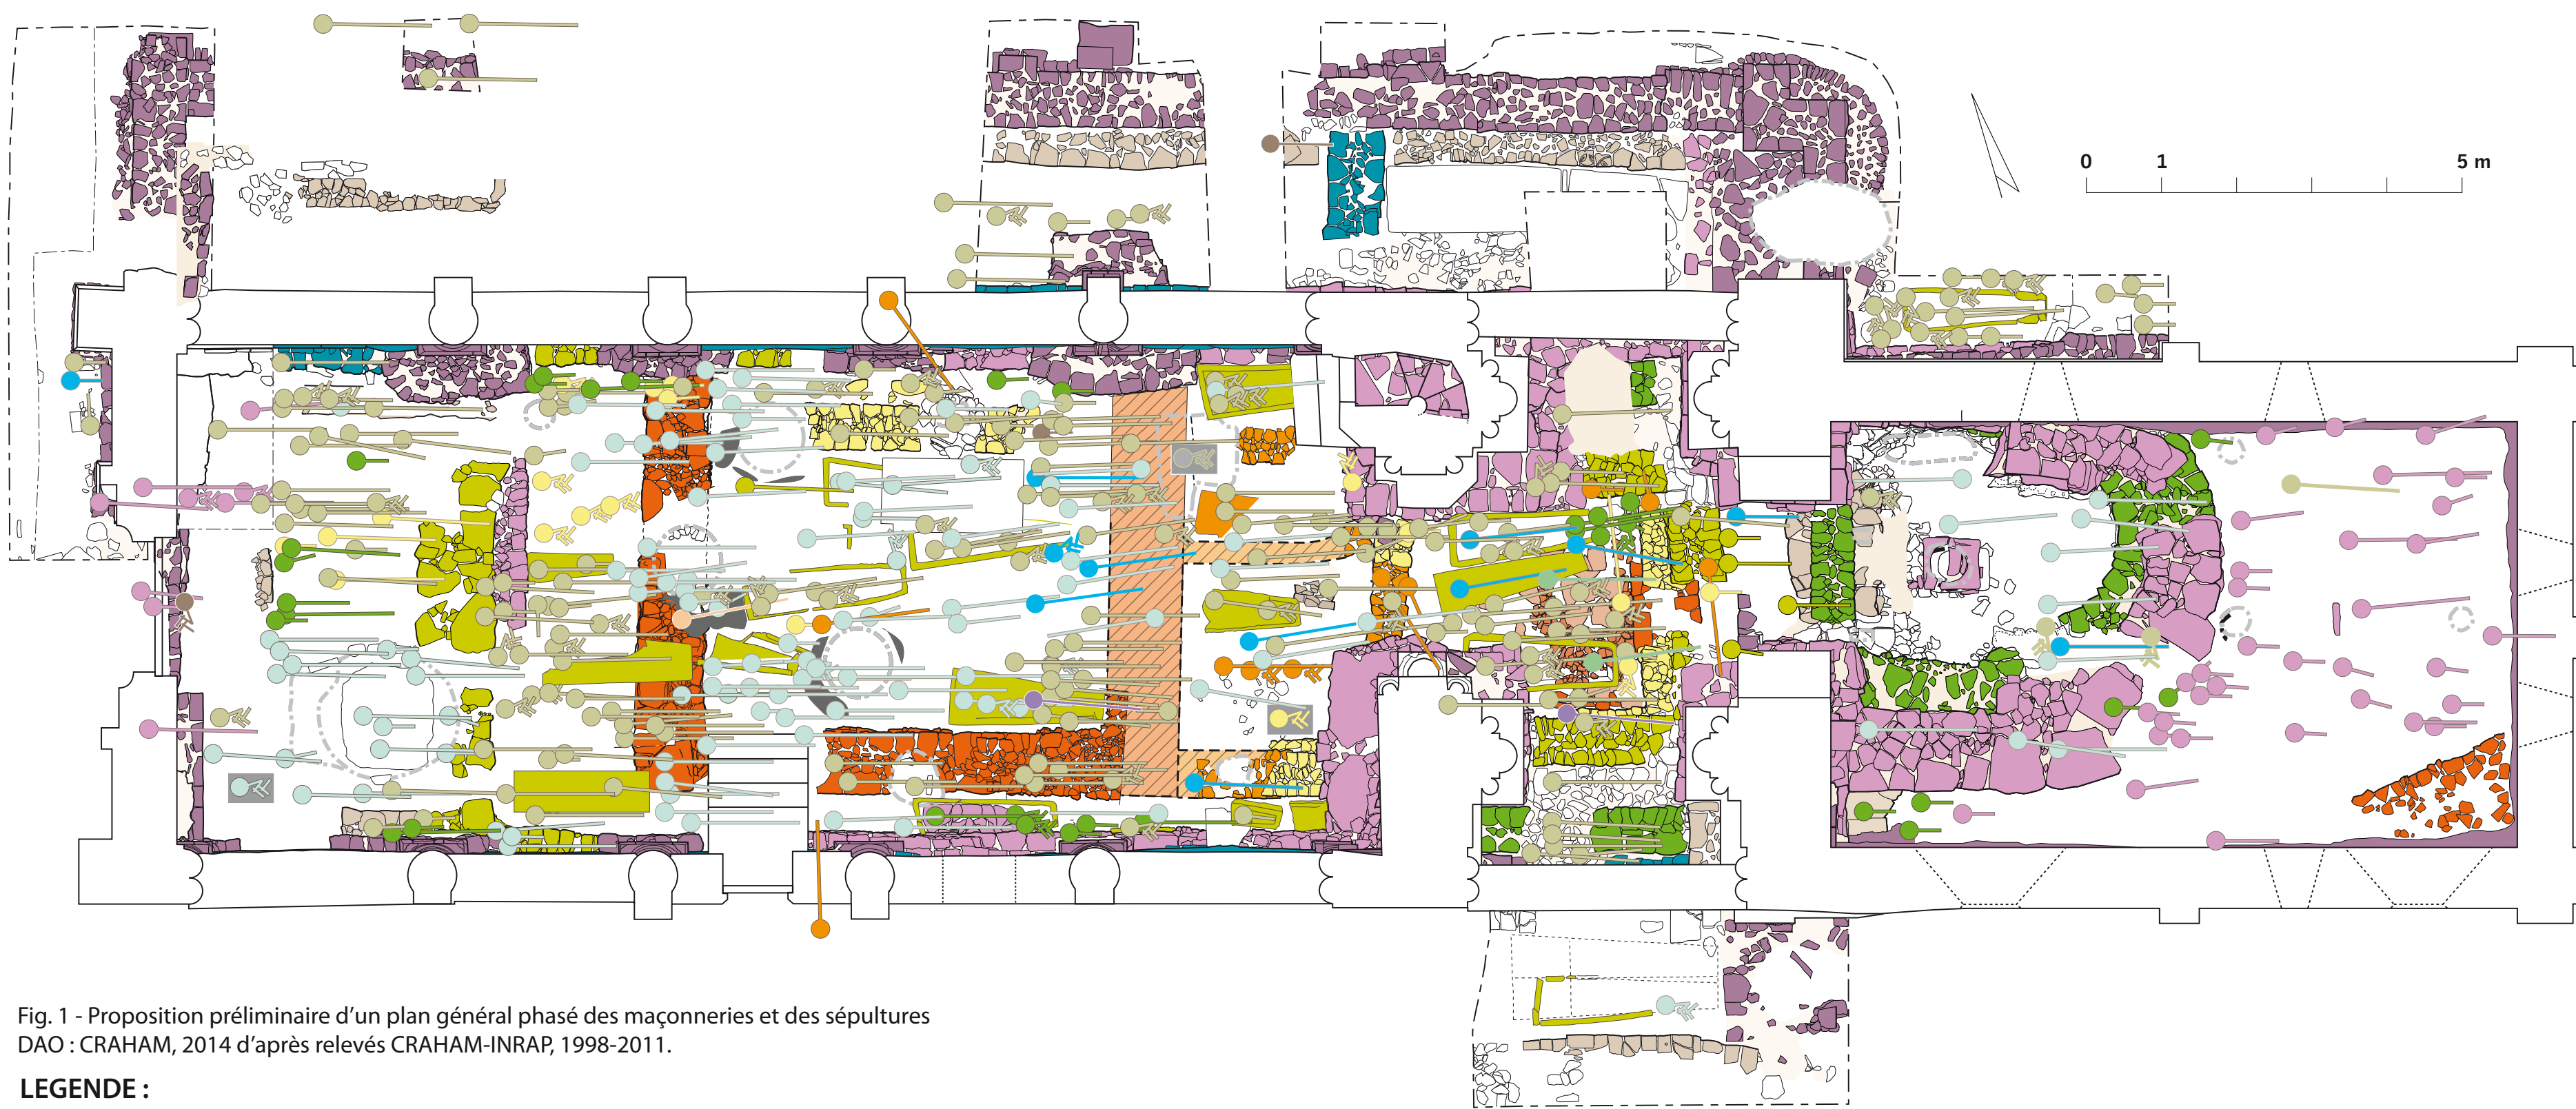 0 1 5 m
Fig. 1 - Proposition préliminaire d’un plan général phasé des maçonneries et des sépultures
DAO : CRAHAM, 2014 d’après relevés CRAHAM-INRAP, 1998-2011.
LEGENDE :